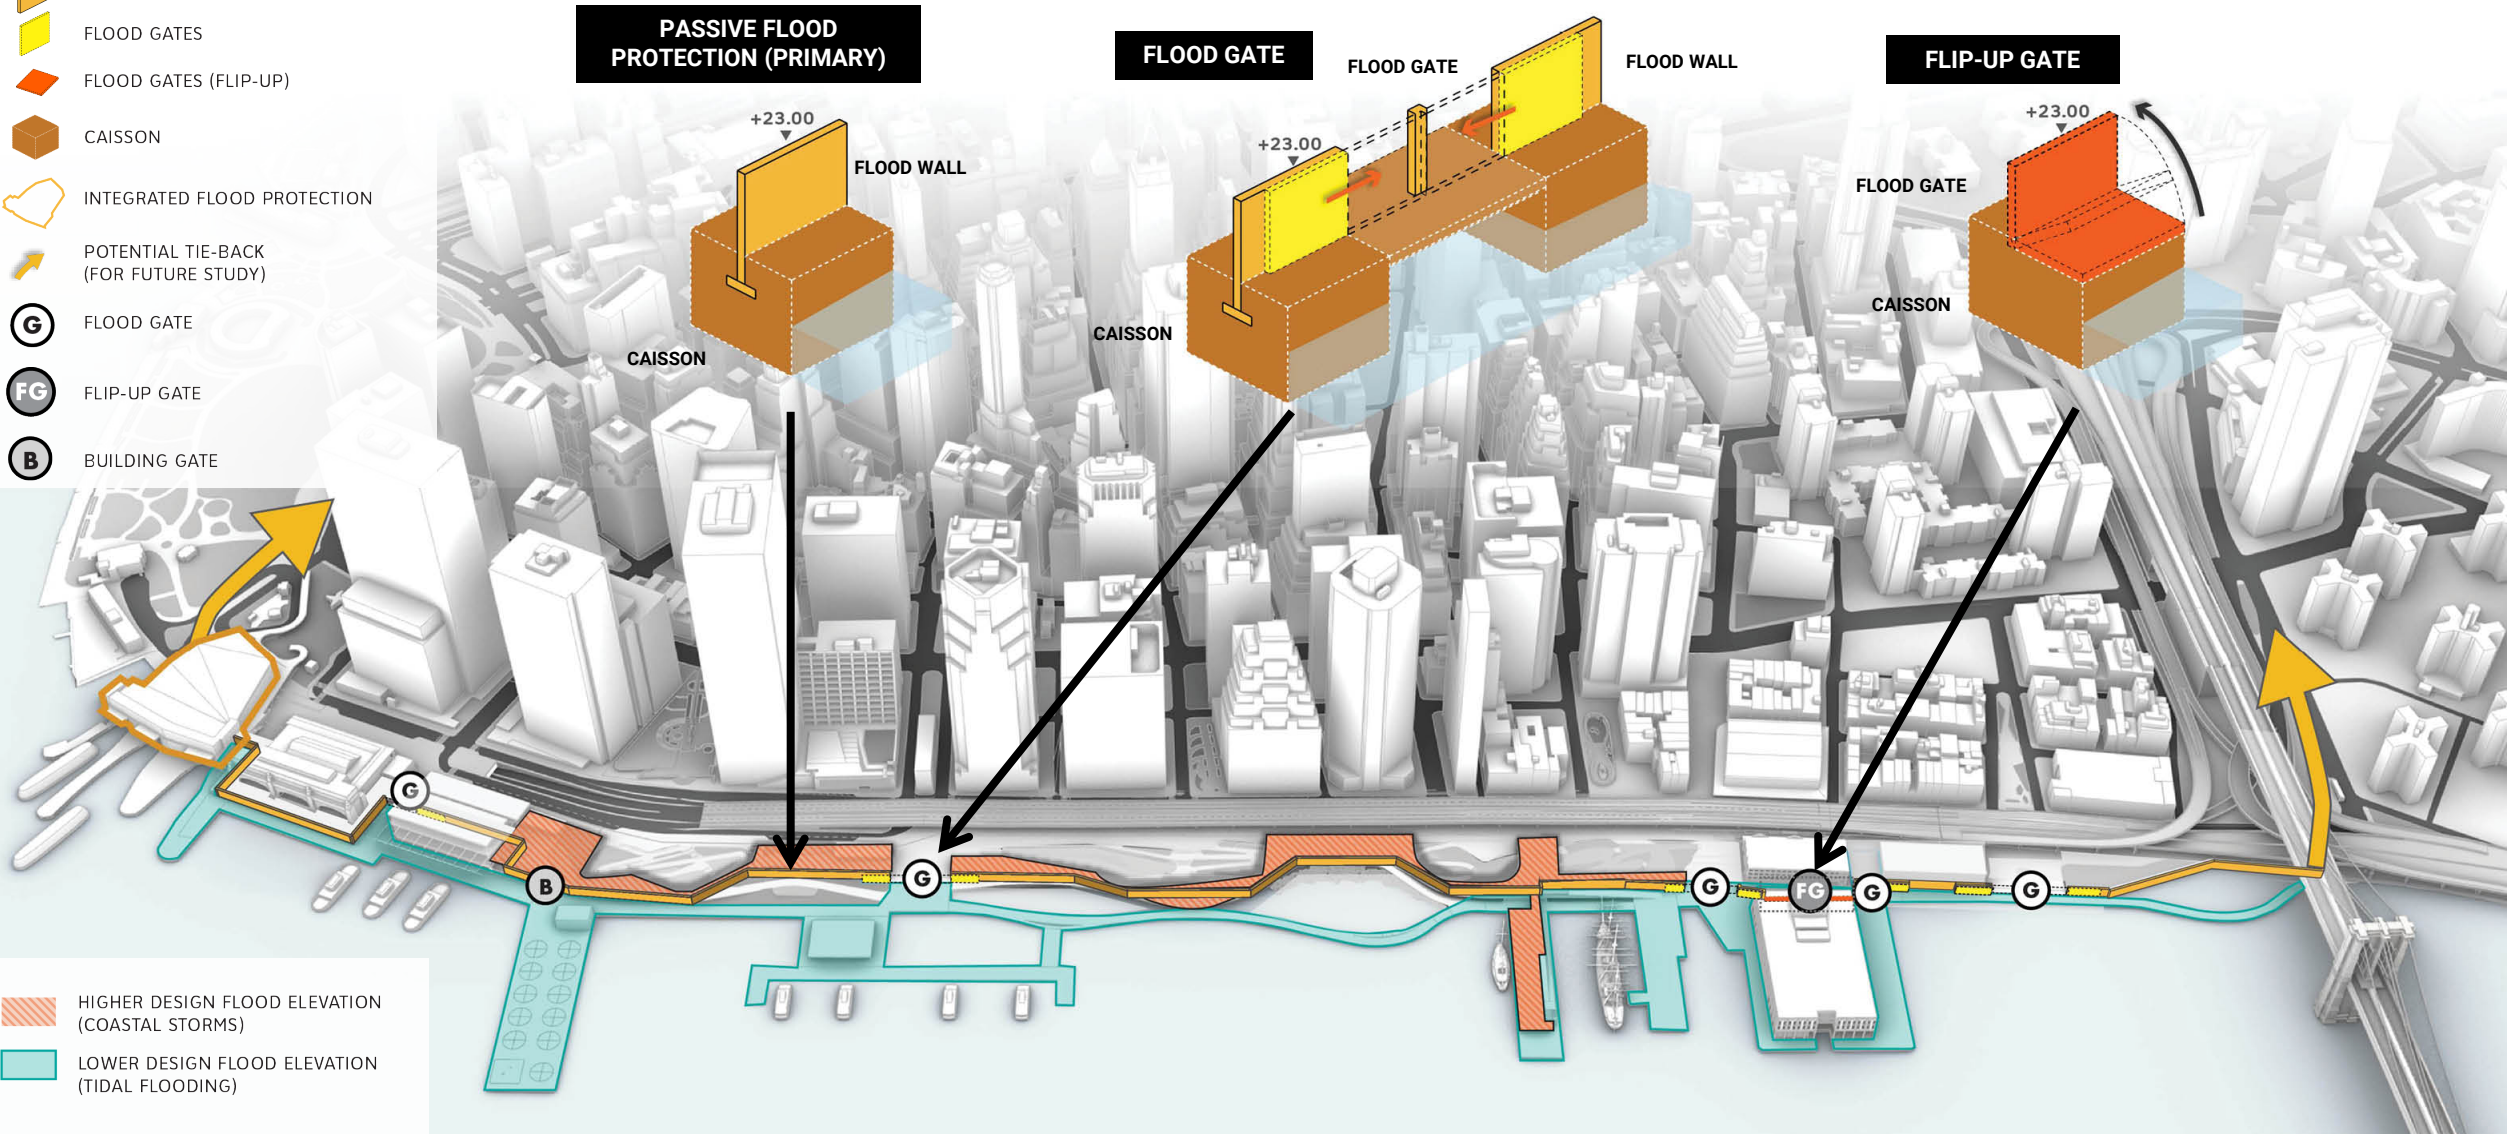 FLOOD GATES
FLOOD GATES (FLIP-UP)
CAISSON
INTEGRATED FLOOD PROTECTION
POTENTIAL TIE-BACK
(FOR FUTURE STUDY)
G
FLOOD GATE
FG
FLIP-UP GATE
B
BUILDING GATE
PASSIVE FLOOD
PROTECTION (PRIMARY)
+23.00
FLOOD WALL
CAISSON
FLOOD GATE
FLOOD GATE
FLOOD WALL
+23.00
CAISSON
FLIP-UP GATE
+23.00
FLOOD GATE
CAISSON
G
B
G
G
FG
G
G
HIGHER DESIGN FLOOD ELEVATION
(COASTAL STORMS)
LOWER DESIGN FLOOD ELEVATION
(TIDAL FLOODING)